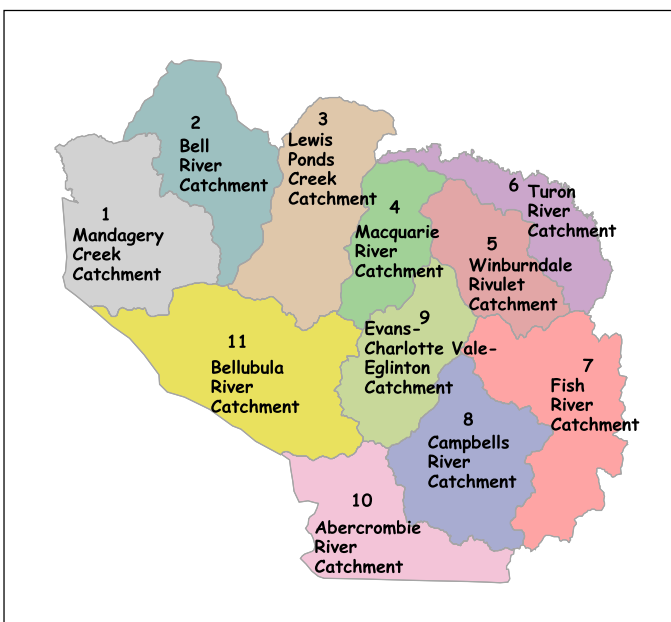 1
Mandagery
Creek
Catchment
2
Bell
River
Catchment
3
Lewis
Ponds
Creek
Catchment
4
Macquarie
River
Catchment
5
Winburndale
Rivulet
Catchment
6
Turon
River
Catchment
7
Fish
River
Catchment
8
Campbells
River
Catchment
9
Evans-
Charlotte Vale-
Eglinton
Catchment
10
Abercrombie
River
Catchment
11
Bellubula
River
Catchment